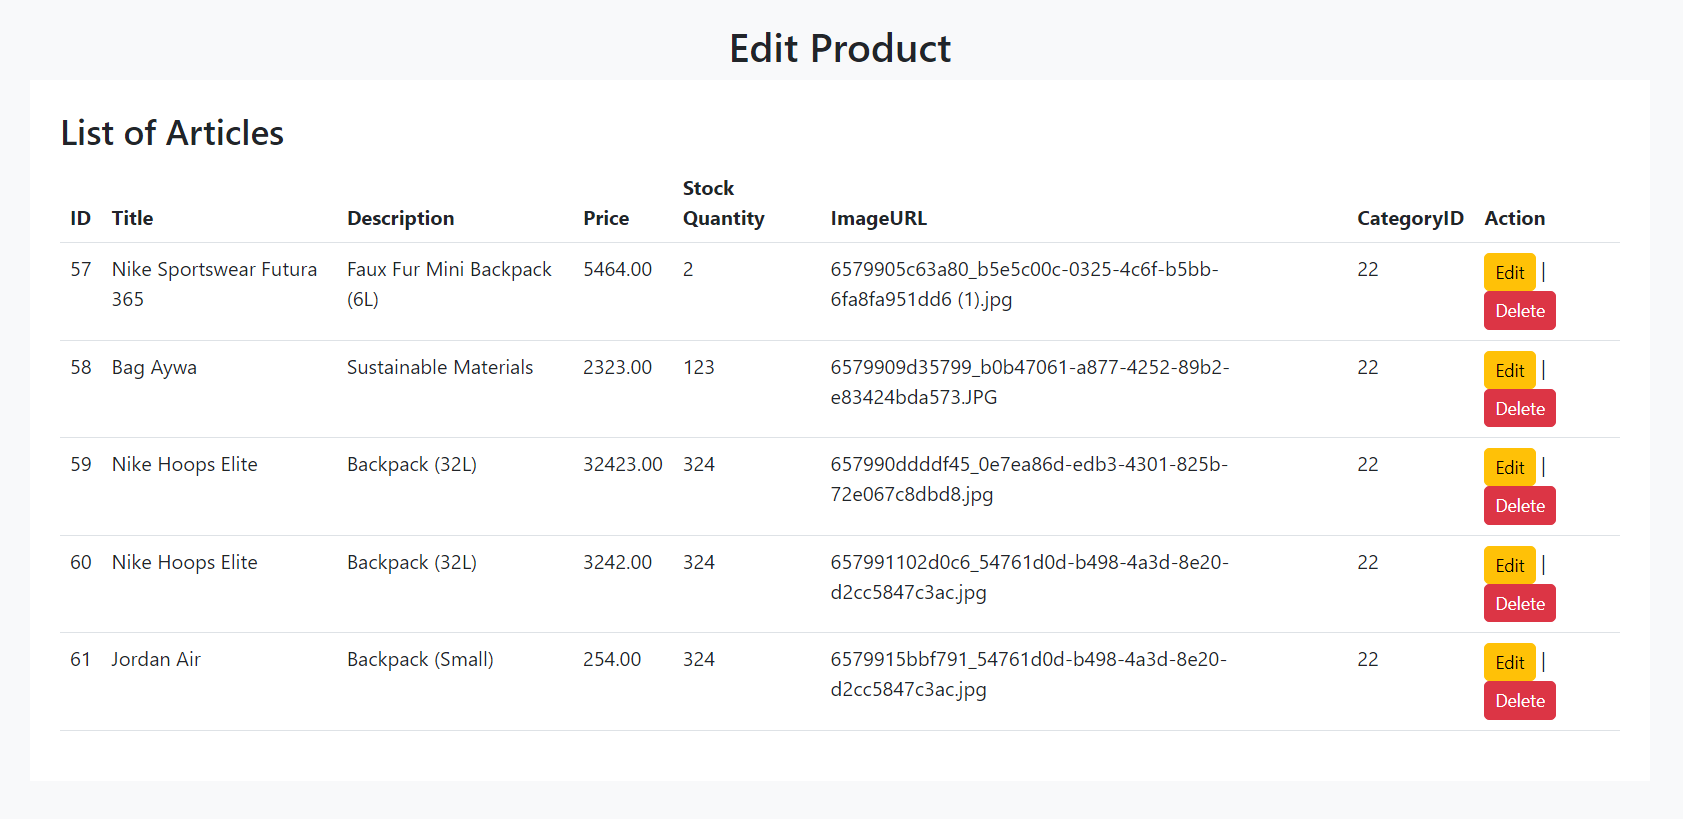 Edit Product
List of Articles
ID Title Description Price Stock Quantity ImageURL CategoryID Action
57 Nike Sportswear Futura 365 Faux Fur Mini Backpack (6L) 5464.00 2 6579905c63a80_b5e5c00c-0325-4c6f-b5bb-6fa8fa951dd6 (1).jpg 22 Edit | Delete
58 Bag Aywa Sustainable Materials 2323.00 123 6579909d35799_b0b47061-a877-4252-89b2-e83424bda573.JPG 22 Edit | Delete
59 Nike Hoops Elite Backpack (32L) 32423.00 324 657990ddddf45_0e7ea86d-edb3-4301-825b-72e067c8dbd8.jpg 22 Edit | Delete
60 Nike Hoops Elite Backpack (32L) 3242.00 324 657991102d0c6_54761d0d-b498-4a3d-8e20-d2cc5847c3ac.jpg 22 Edit | Delete
61 Jordan Air Backpack (Small) 254.00 324 6579915bbf791_54761d0d-b498-4a3d-8e20-d2cc5847c3ac.jpg 22 Edit | Delete